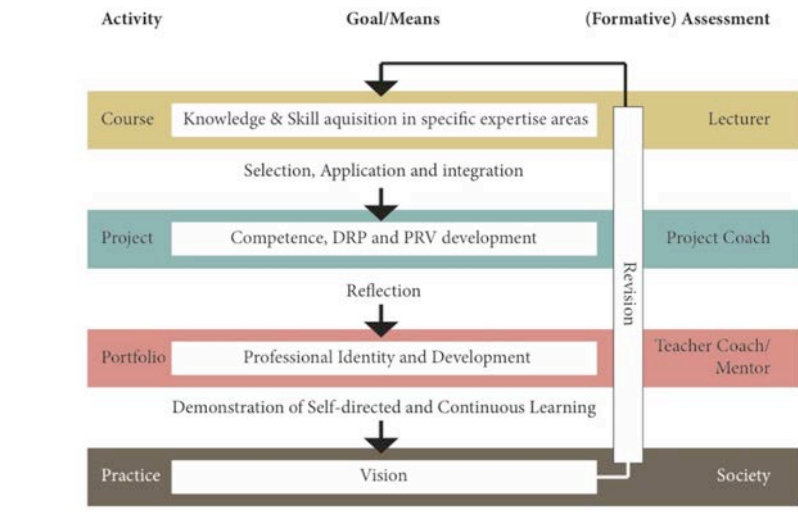 Activity Goal/Means (Formative) Assessment
Course Knowledge & Skill aquisition in specific expertise areas Lecturer
Selection, Application and integration
Project Competence, DRP and PRV development Project Coach
Reflection
Revision
Portfolio Professional Identity and Development Teacher Coach/
Mentor
Demonstration of Self-directed and Continuous Learning
Practice Vision Society